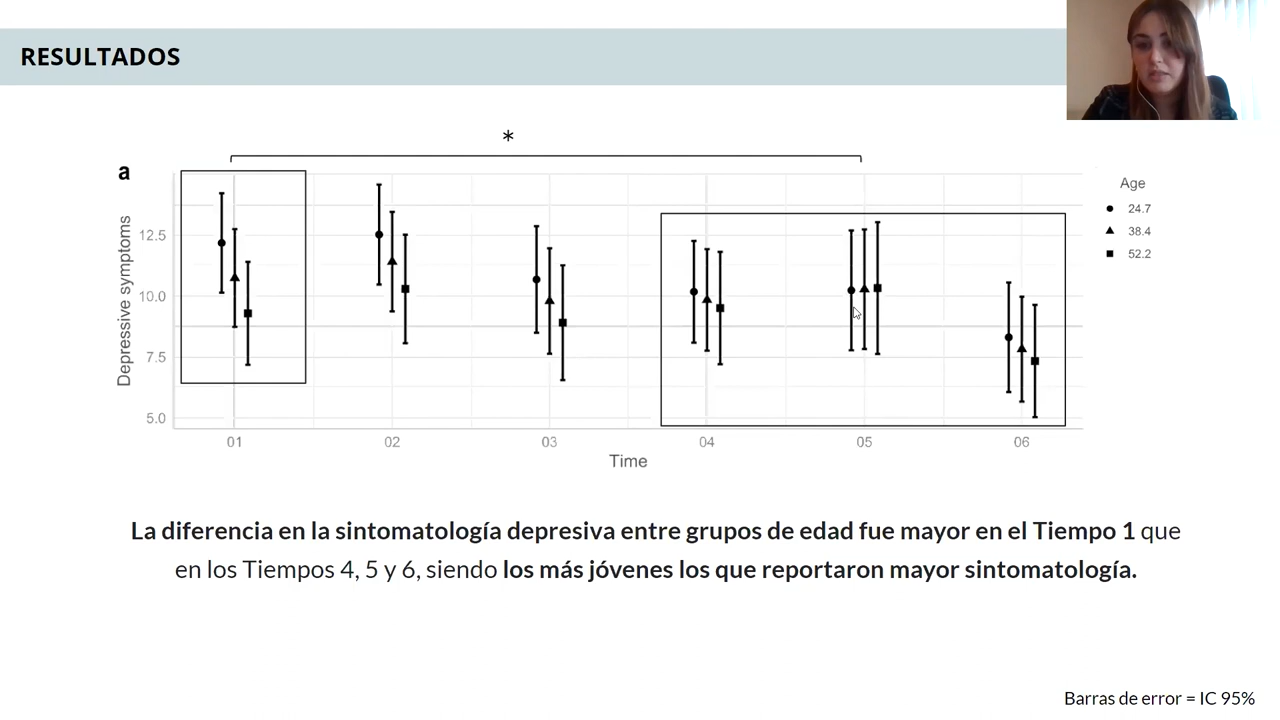 RESULTADOS
*
a
Age
24.7
38.4
52.2
Depressive symptoms
12.5
10.0
7.5
5.0
01 02 03 04 05 06
Time
La diferencia en la sintomatología depresiva entre grupos de edad fue mayor en el Tiempo 1 que
en los Tiempos 4, 5 y 6, siendo los más jóvenes los que reportaron mayor sintomatología.
Barras de error = IC 95%